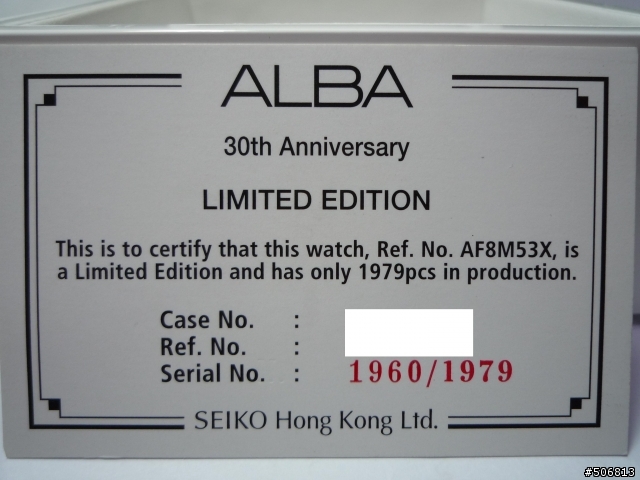 ALBA
30th Anniversary
LIMITED EDITION
This is to certify that this watch, Ref. No. AF8M53X, is
a Limited Edition and has only 1979pcs in production.
Case No. :
Ref. No. :
Serial No. : 1960/1979
SEIKO Hong Kong Ltd.
#506813